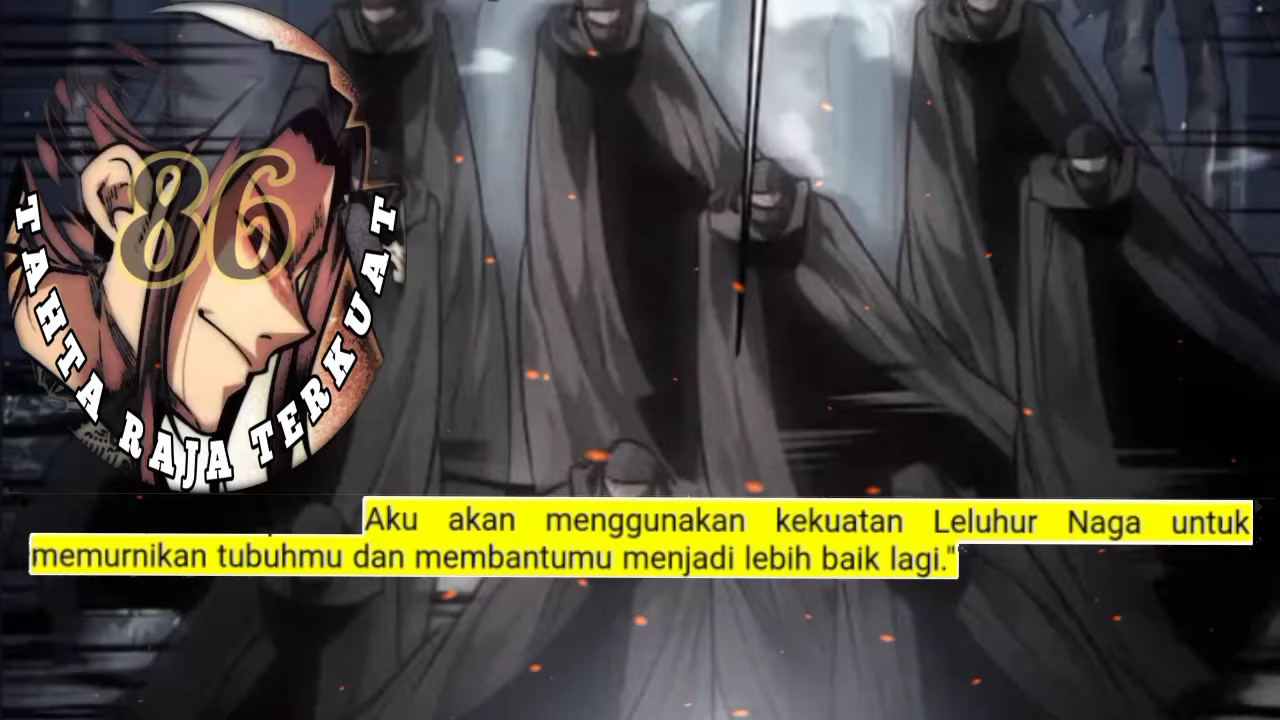 86
TAHTA RAJA TERKUAT
Aku akan menggunakan kekuatan Leluhur Naga untuk
memurnikan tubuhmu dan membantumu menjadi lebih baik lagi."